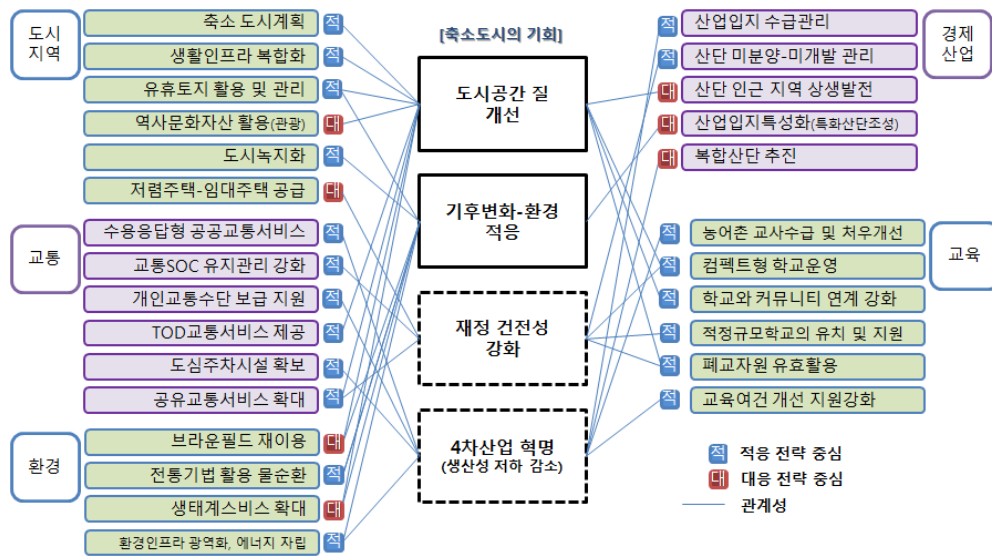 도시
지역
축소 도시계획 적
생활인프라 복합화 적
유휴토지 활용 및 관리 적
역사문화자산 활용(관광) 대
도시녹지화 적
저렴주택-임대주택 공급 대
교통
수용응답형 공공교통서비스 적
교통SOC 유지관리 강화 적
개인교통수단 보급 지원 적
TOD교통서비스 제공 적
도심주차시설 확보 적
공유교통서비스 확대 적
환경
브라운필드 재이용 대
전통기법 활용 물순환 적
생태계스비스 확대 대
환경인프라 광역화, 에너지 자립 적
[축소도시의 기회]
도시공간 질
개선
기후변화-환경
적응
재정 건전성
강화
4차산업 혁명
(생산성 저하 감소)
경제
산업
적 산업입지 수급관리
적 산단 미분양-미개발 관리
대 산단 인근 지역 상생발전
대 산업입지특성화(특화산단조성)
대 복합산단 추진
교육
적 농어촌 교사수급 및 처우개선
적 컴펙트형 학교운영
적 학교와 커뮤니티 연계 강화
적 적정규모학교의 유치 및 지원
적 폐교자원 유효활용
적 교육여건 개선 지원강화
적 적응 전략 중심
대 대응 전략 중심
관계성